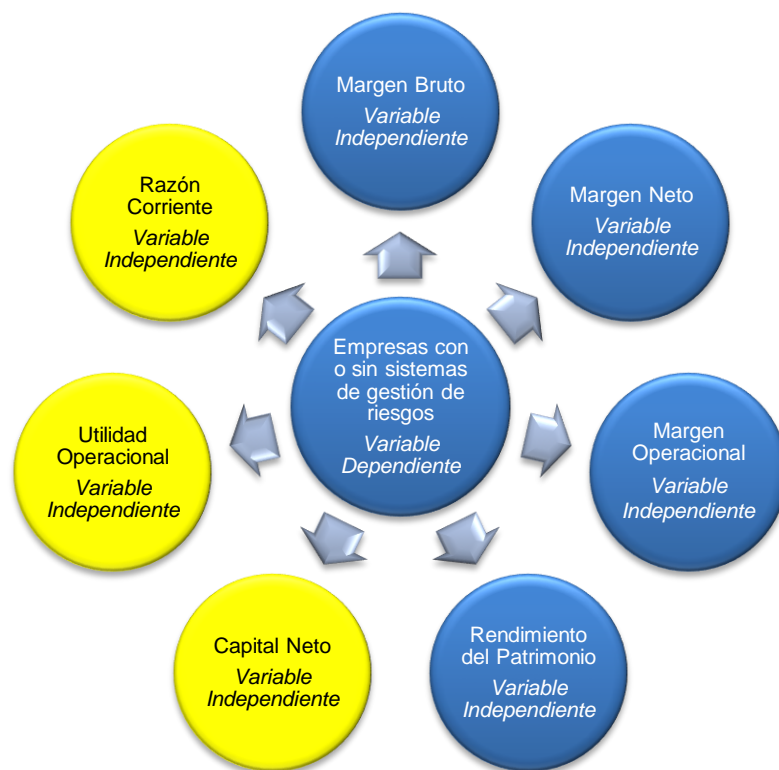 Margen Bruto
Variable
Independiente
Margen Neto
Variable
Independiente
Margen
Operacional
Variable
Independiente
Rendimiento
del Patrimonio
Variable
Independiente
Capital Neto
Variable
Independiente
Utilidad
Operacional
Variable
Independiente
Razón
Corriente
Variable
Independiente
Empresas con
o sin sistemas
de gestión de
riesgos
Variable
Dependiente